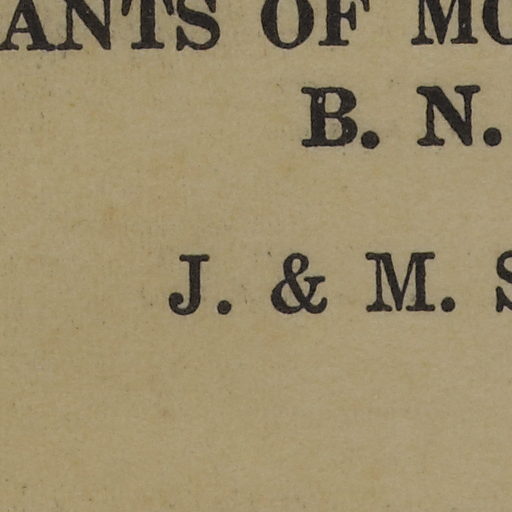 ANTS OF MO
B. N.
J. & M. S